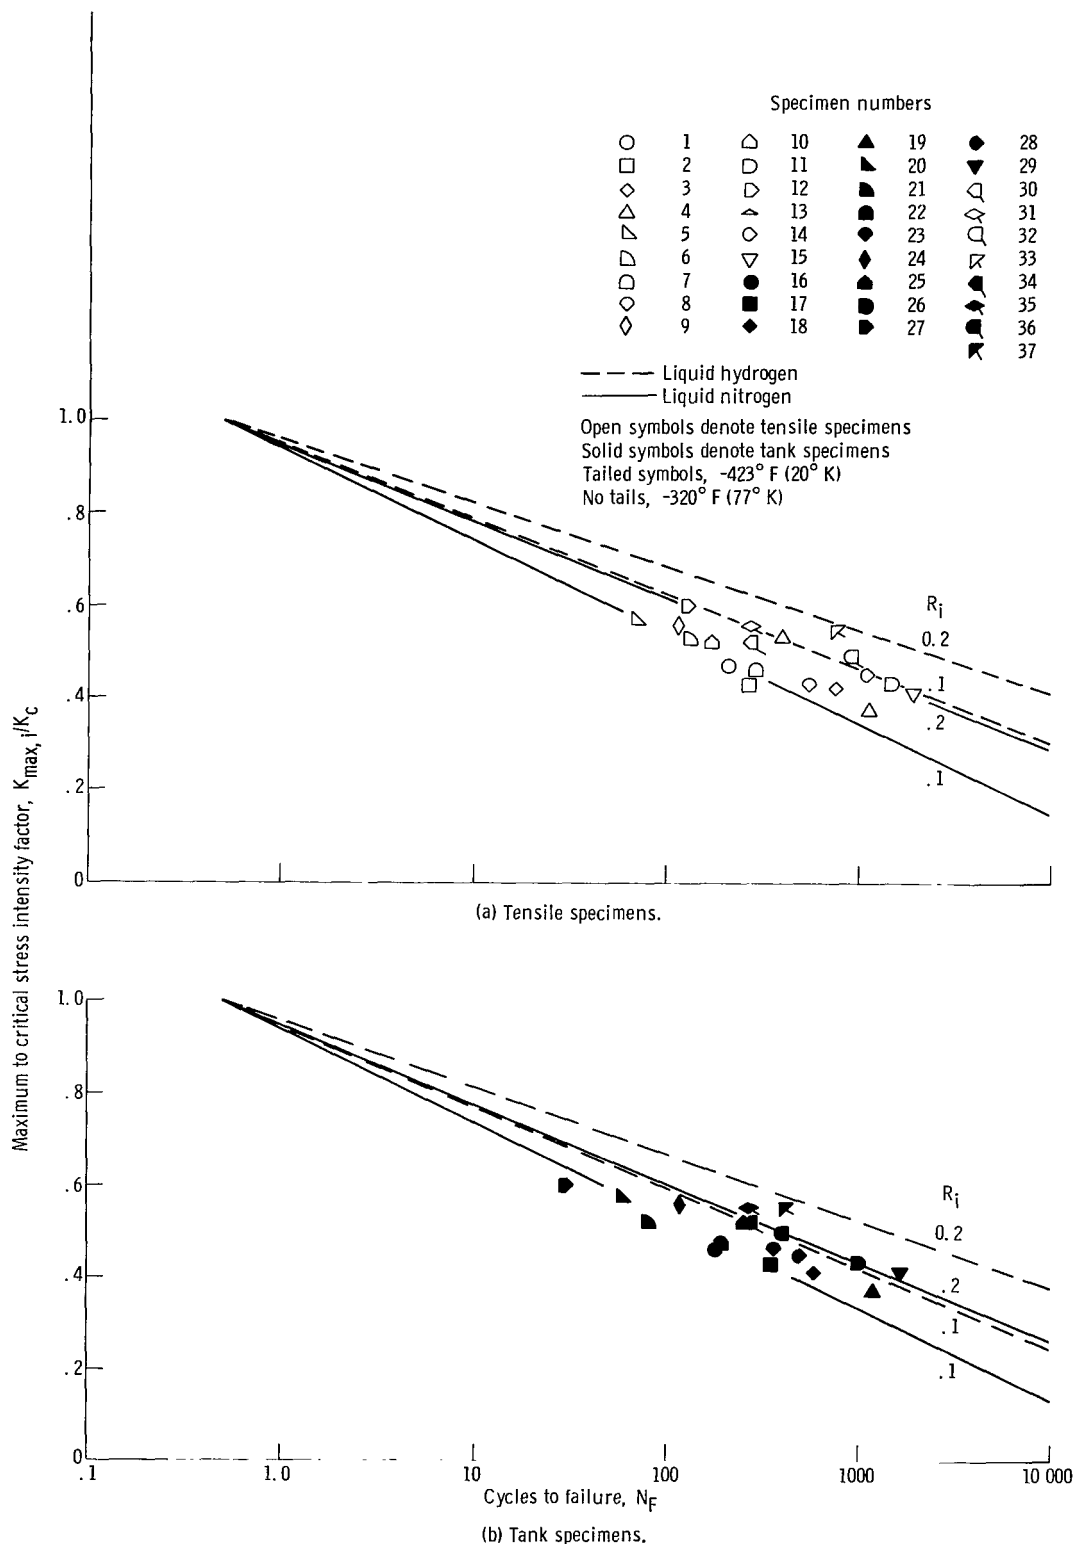 Specimen numbers
1 10 19 28
2 11 20 29
3 12 21 30
4 13 22 31
5 14 23 32
6 15 24 33
7 16 25 34
8 17 26 35
9 18 27 36
37
Liquid hydrogen
Liquid nitrogen
Open symbols denote tensile specimens
Solid symbols denote tank specimens
Tailed symbols, -423° F (20° K)
No tails, -320° F (77° K)
Maximum to critical stress intensity factor, Kmax, i/Kc
1.0
.8
.6
.4
.2
0
Ri
0.2
.1
.2
.1
(a) Tensile specimens.
1.0
.8
.6
.4
.2
0
Ri
0.2
.2
.1
.1
.1 1.0 10 100 1000 10 000
Cycles to failure, NF
(b) Tank specimens.